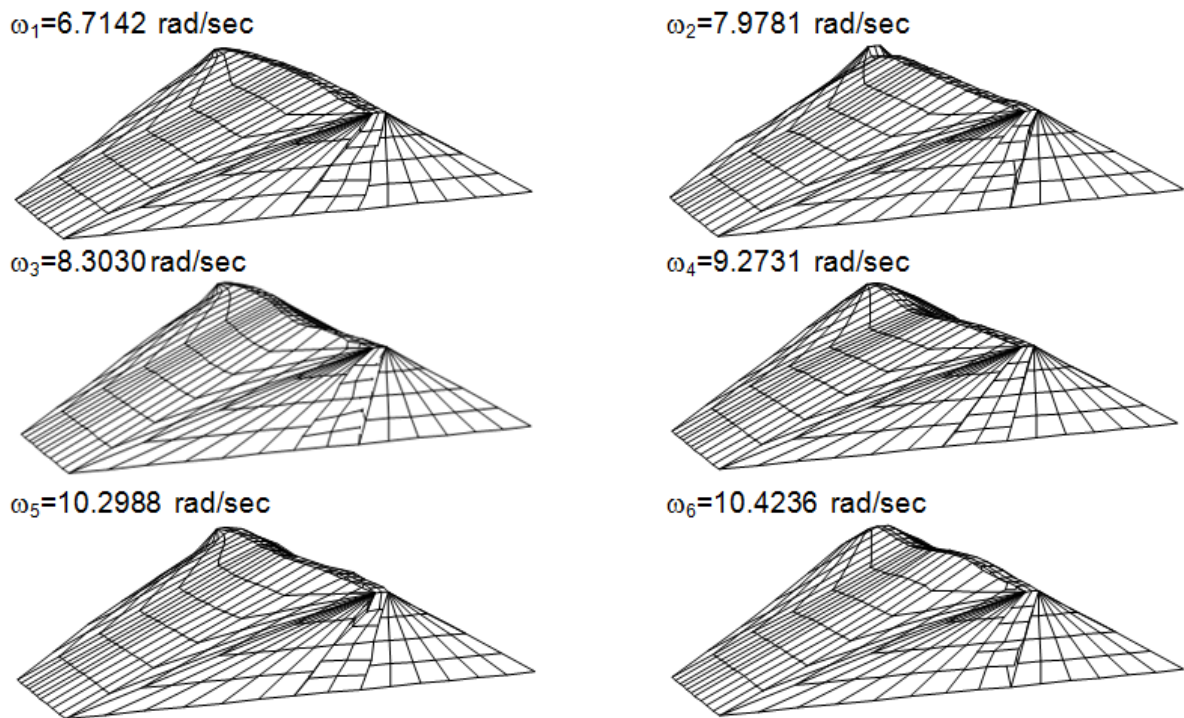 ω₁=6.7142 rad/sec
ω₂=7.9781 rad/sec
ω₃=8.3030 rad/sec
ω₄=9.2731 rad/sec
ω₅=10.2988 rad/sec
ω₆=10.4236 rad/sec